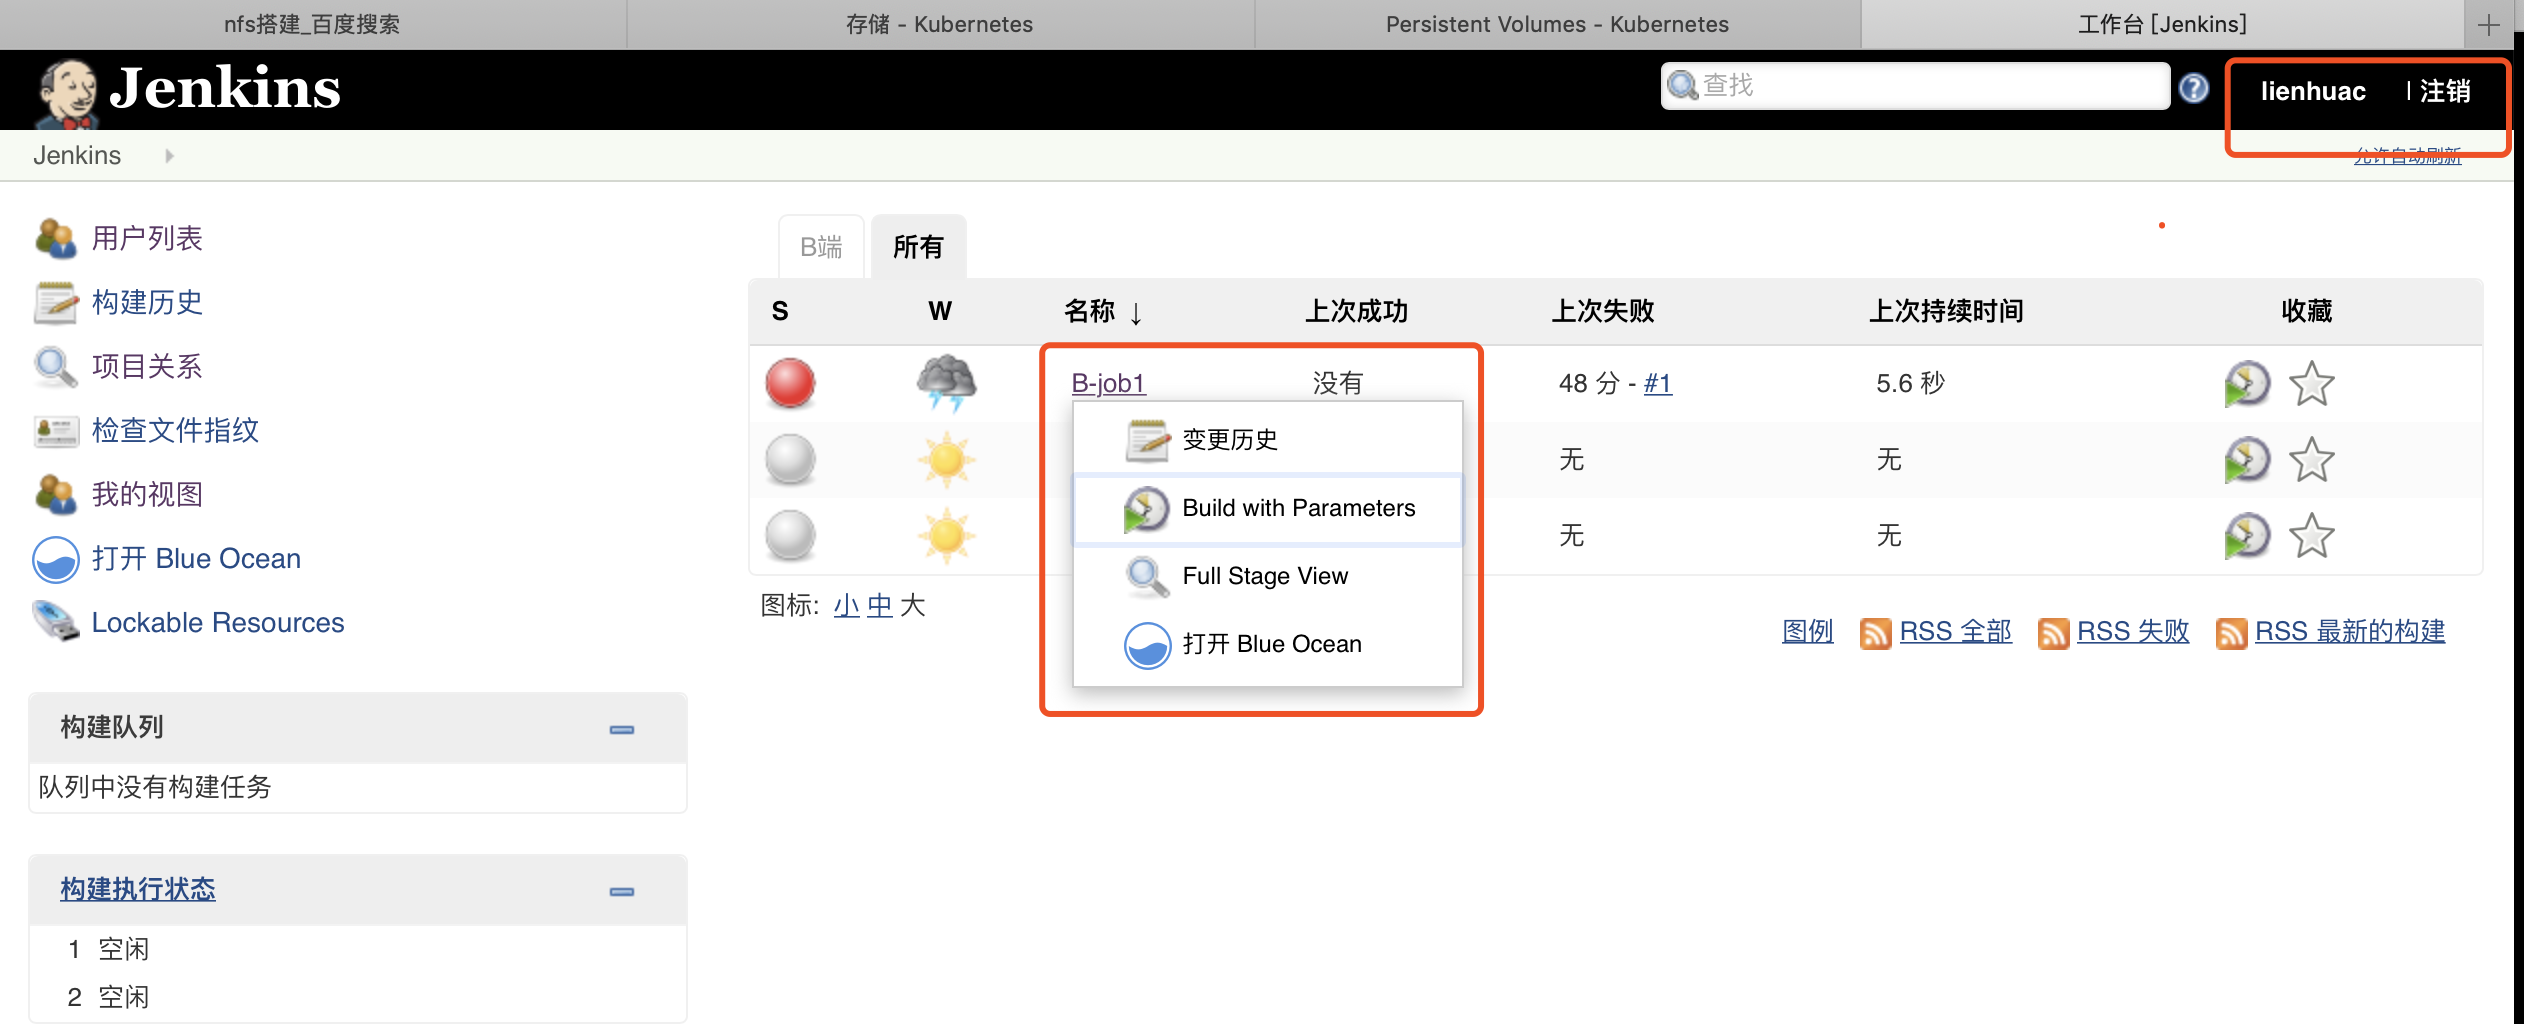 nfs搭建_百度搜索 存储 - Kubernetes Persistent Volumes - Kubernetes 工作台 [Jenkins]
Jenkins 查找 lienhuac | 注销
Jenkins 允许自动刷新
用户列表
构建历史
项目关系
检查文件指纹
我的视图
打开 Blue Ocean
Lockable Resources
构建队列
队列中没有构建任务
构建执行状态
1 空闲
2 空闲
B端 所有
S W 名称 ↓ 上次成功 上次失败 上次持续时间 收藏
B-job1 没有 48 分 - #1 5.6 秒
无 无
无 无
变更历史
Build with Parameters
Full Stage View
打开 Blue Ocean
图标: 小 中 大
图例 RSS 全部 RSS 失败 RSS 最新的构建